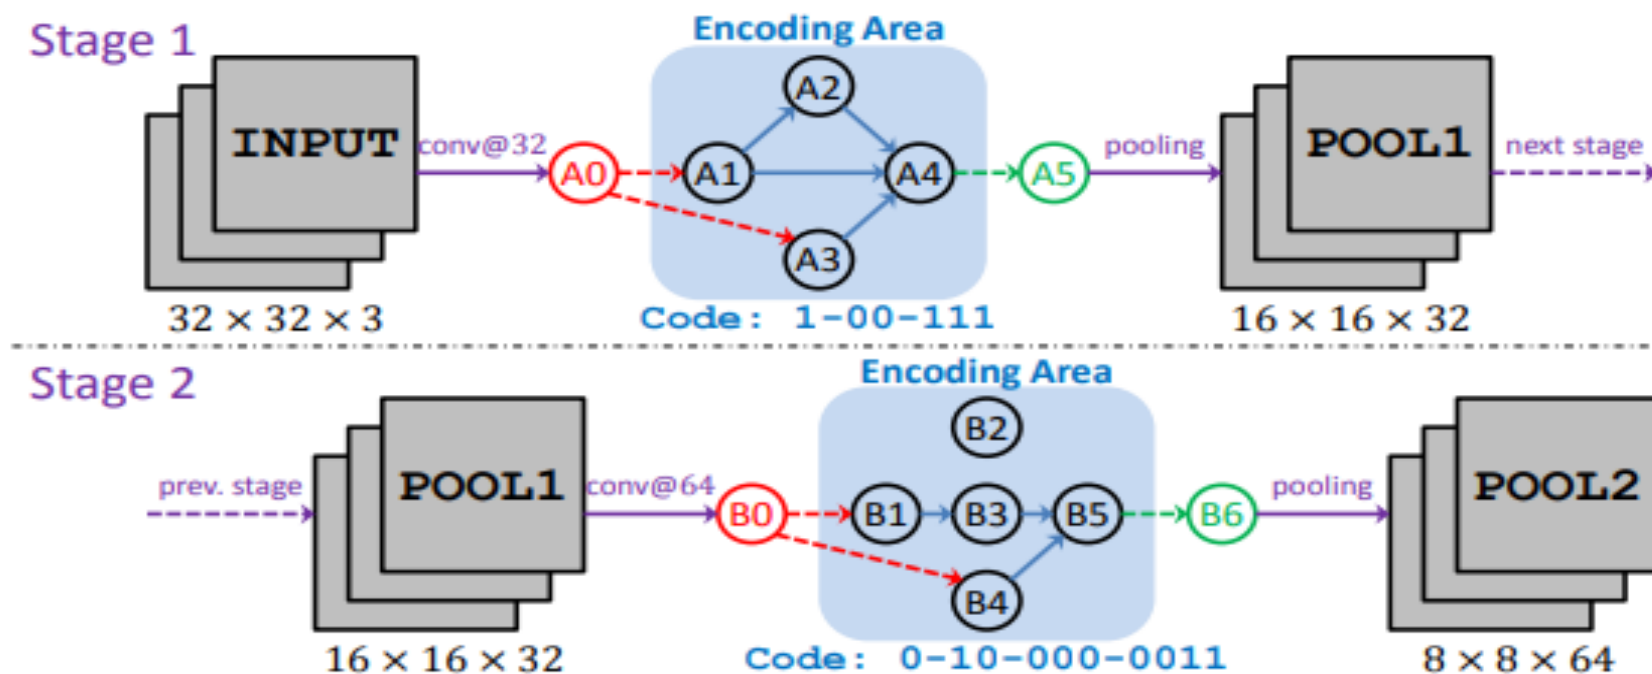 Stage 1
Encoding Area
INPUT
conv@32
A0
A1
A2
A3
A4
A5
pooling
POOL1
next stage
32 × 32 × 3
Code: 1-00-111
16 × 16 × 32
Stage 2
Encoding Area
prev. stage
POOL1
conv@64
B0
B1
B2
B3
B4
B5
B6
pooling
POOL2
16 × 16 × 32
Code: 0-10-000-0011
8 × 8 × 64